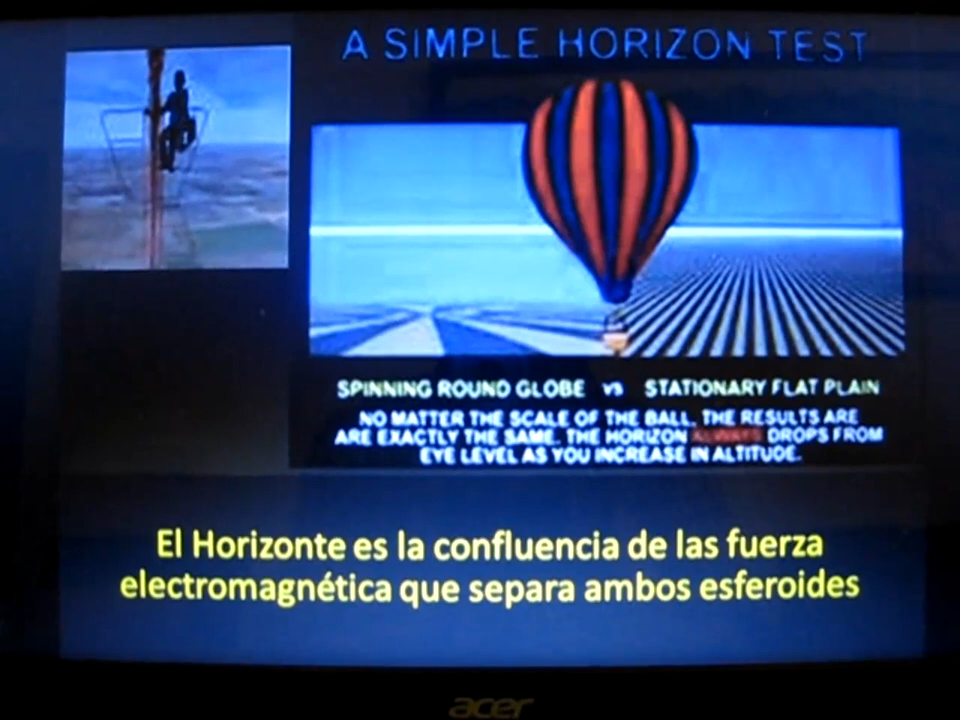 A SIMPLE HORIZON TEST
SPINNING ROUND GLOBE vs STATIONARY FLAT PLAIN
NO MATTER THE SCALE OF THE BALL. THE RESULTS ARE
ARE EXACTLY THE SAME. THE HORIZON ALWAYS DROPS FROM
EYE LEVEL AS YOU INCREASE IN ALTITUDE.
El Horizonte es la confluencia de las fuerza
electromagnética que separa ambos esferoides
acer